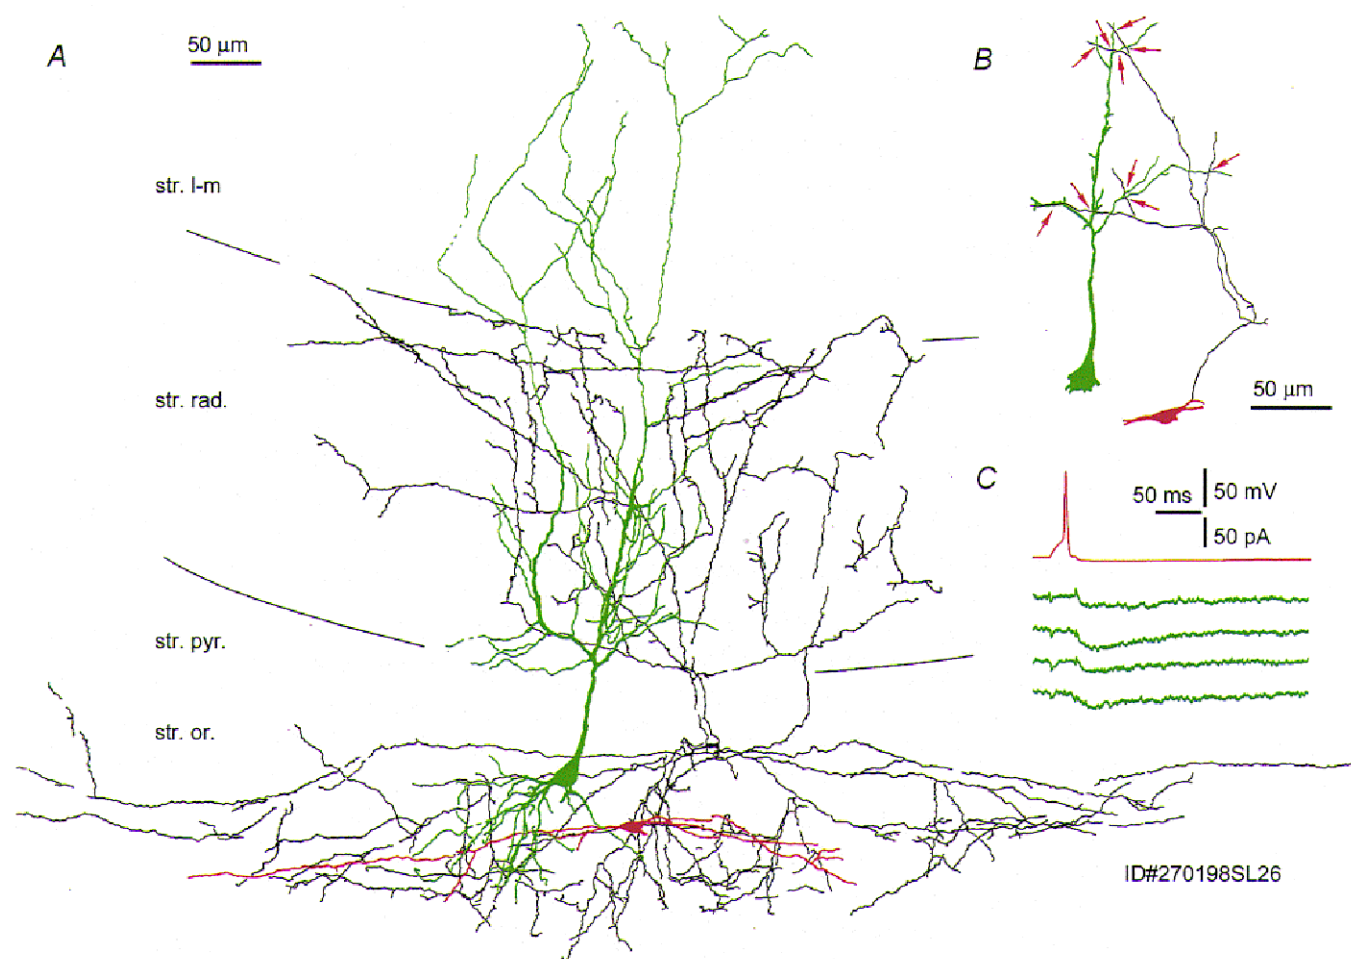 A
50 µm
str. l-m
str. rad.
str. pyr.
str. or.
B
50 µm
C
50 ms
50 mV
50 pA
ID#270198SL26